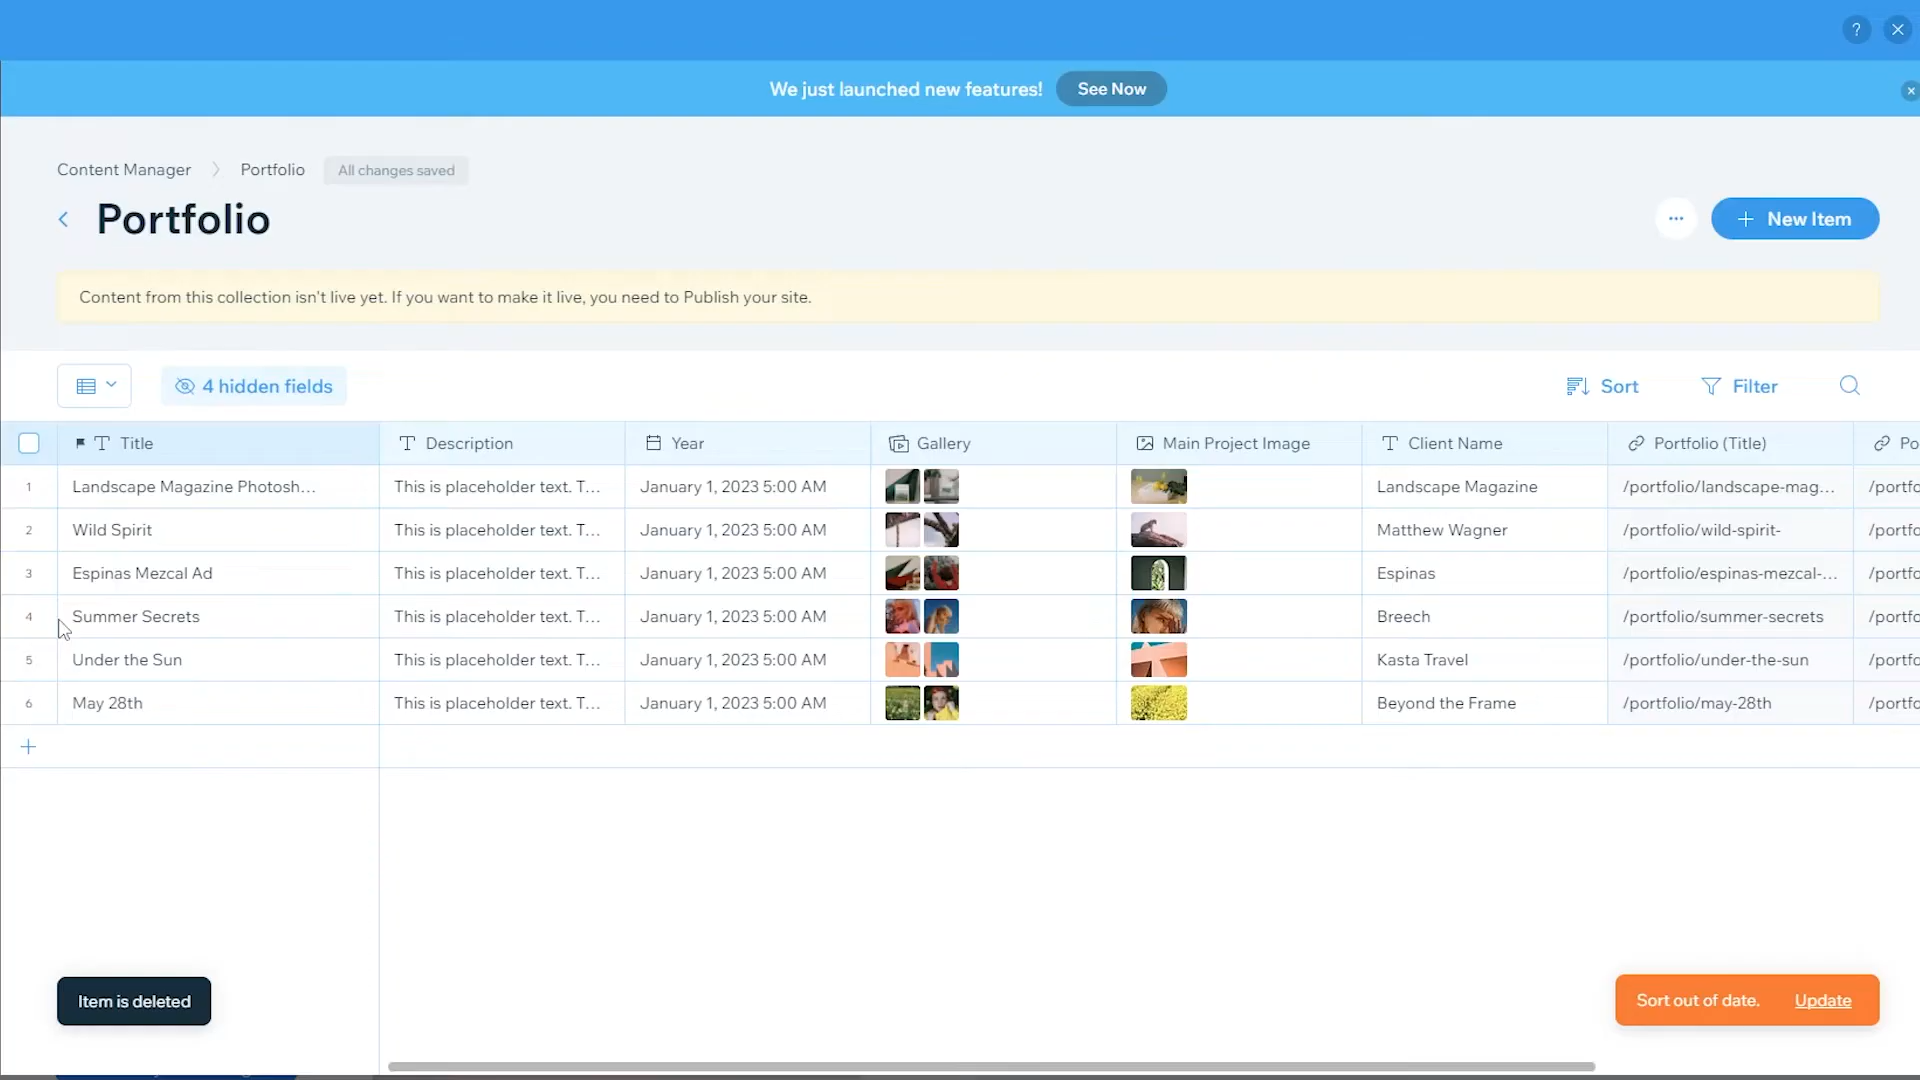 ?
We just launched new features! See Now
Content Manager Portfolio All changes saved
Portfolio
... + New Item
Content from this collection isn't live yet. If you want to make it live, you need to Publish your site.
4 hidden fields Sort Filter
Title Description Year Gallery Main Project Image Client Name Portfolio (Title) Po
1 Landscape Magazine Photosh... This is placeholder text. T... January 1, 2023 5:00 AM Landscape Magazine /portfolio/landscape-mag... /portfo
2 Wild Spirit This is placeholder text. T... January 1, 2023 5:00 AM Matthew Wagner /portfolio/wild-spirit- /portfo
3 Espinas Mezcal Ad This is placeholder text. T... January 1, 2023 5:00 AM Espinas /portfolio/espinas-mezcal-... /portfo
4 Summer Secrets This is placeholder text. T... January 1, 2023 5:00 AM Breech /portfolio/summer-secrets /portfo
5 Under the Sun This is placeholder text. T... January 1, 2023 5:00 AM Kasta Travel /portfolio/under-the-sun /portfo
6 May 28th This is placeholder text. T... January 1, 2023 5:00 AM Beyond the Frame /portfolio/may-28th /portfo
+
Item is deleted
Sort out of date. Update